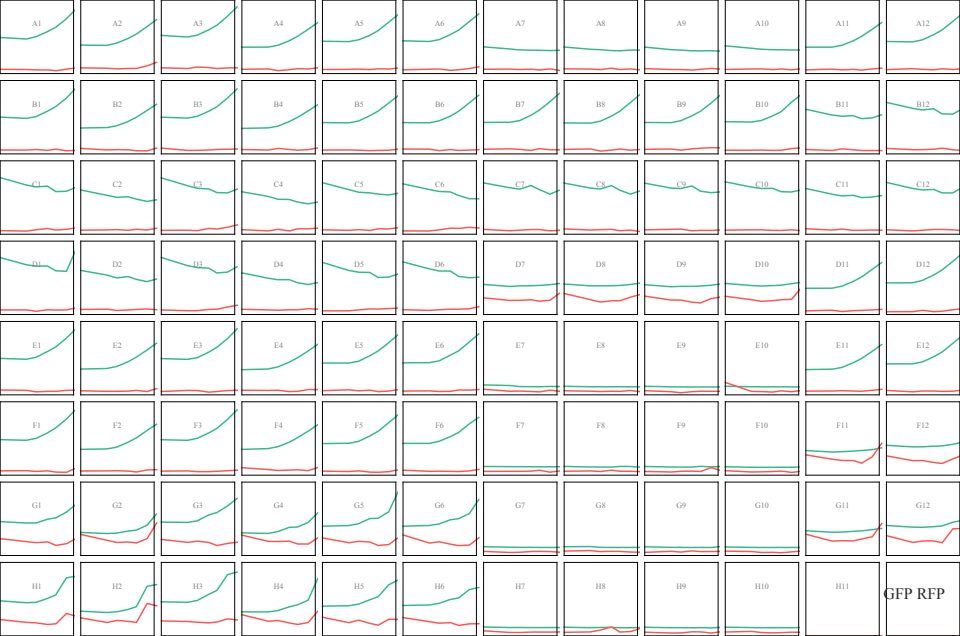 A1 A2 A3 A4 A5 A6 A7 A8 A9 A10 A11 A12
B1 B2 B3 B4 B5 B6 B7 B8 B9 B10 B11 B12
C1 C2 C3 C4 C5 C6 C7 C8 C9 C10 C11 C12
D1 D2 D3 D4 D5 D6 D7 D8 D9 D10 D11 D12
E1 E2 E3 E4 E5 E6 E7 E8 E9 E10 E11 E12
F1 F2 F3 F4 F5 F6 F7 F8 F9 F10 F11 F12
G1 G2 G3 G4 G5 G6 G7 G8 G9 G10 G11 G12
H1 H2 H3 H4 H5 H6 H7 H8 H9 H10 H11 GFP RFP